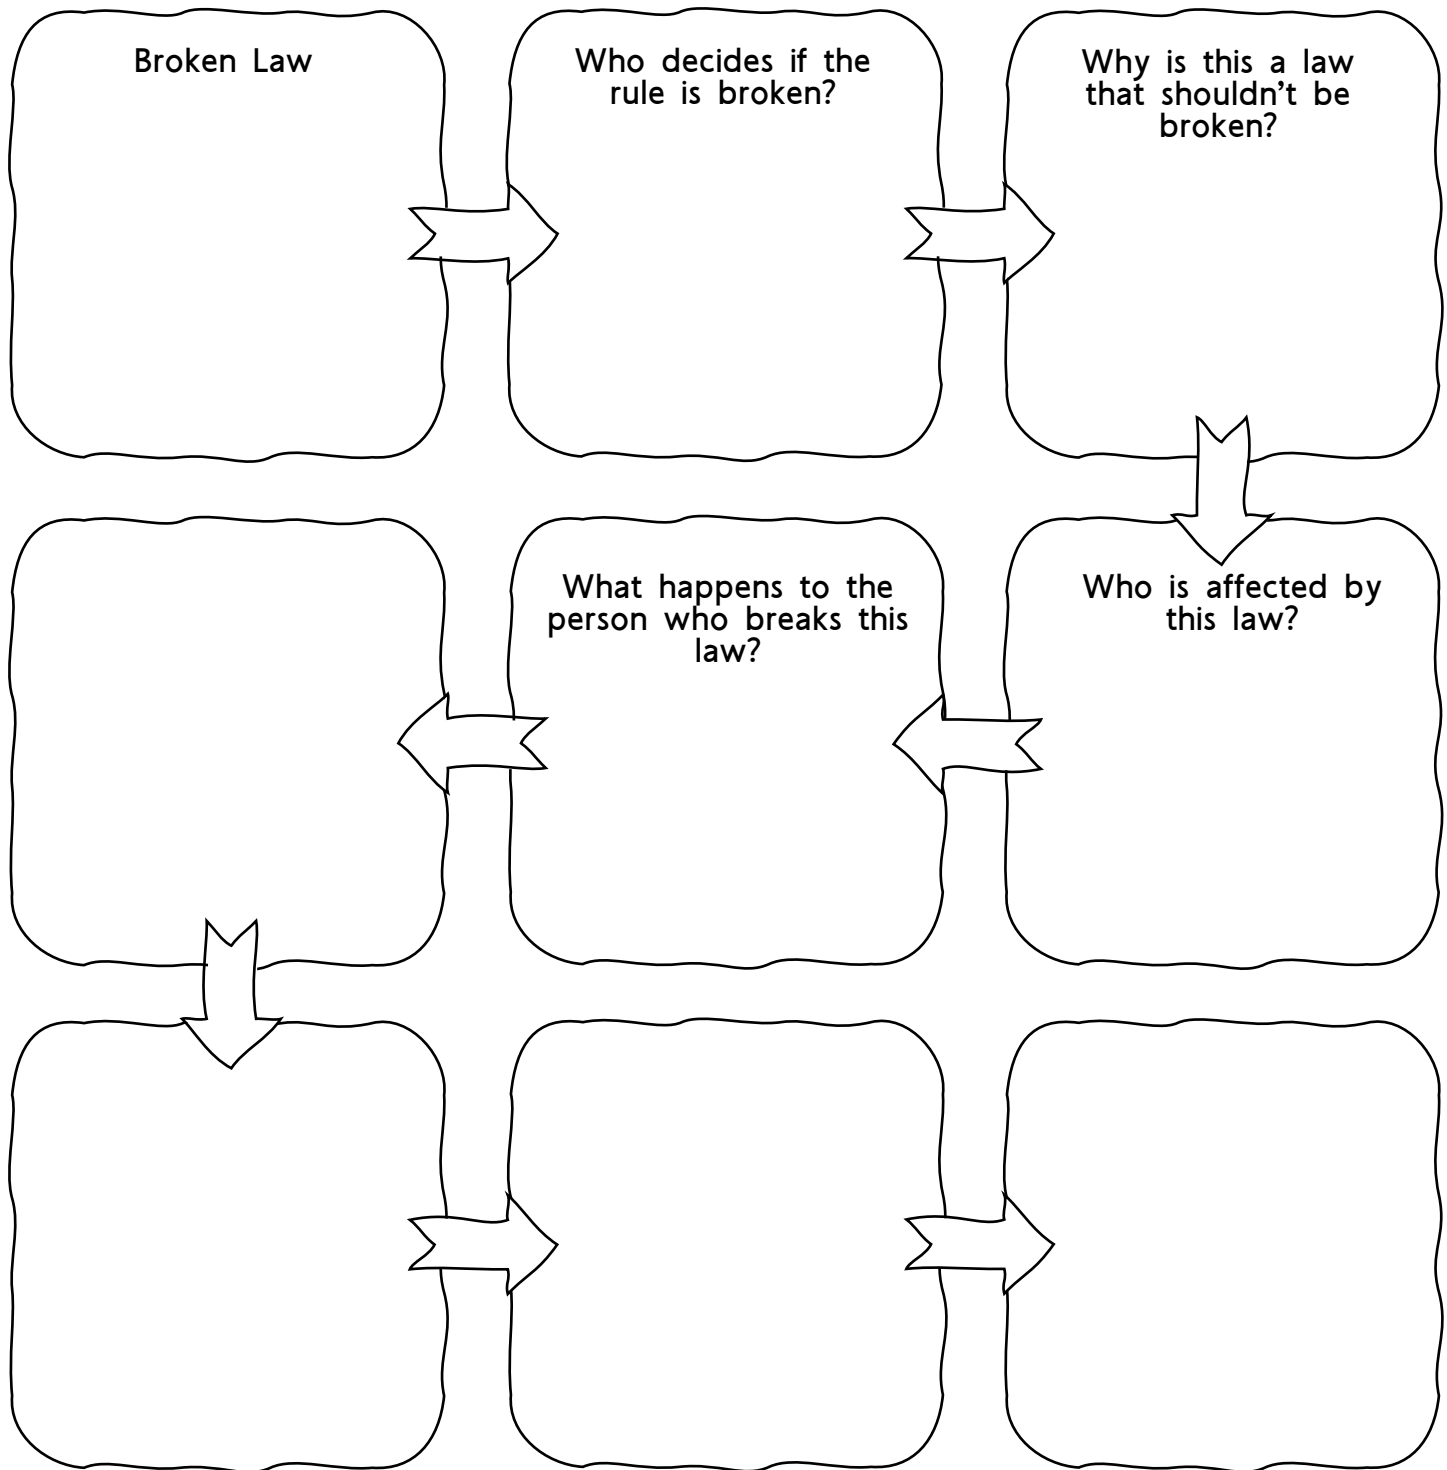 Broken Law
Who decides if the
rule is broken?
Why is this a law
that shouldn't be
broken?
Who is affected by
this law?
What happens to the
person who breaks this
law?